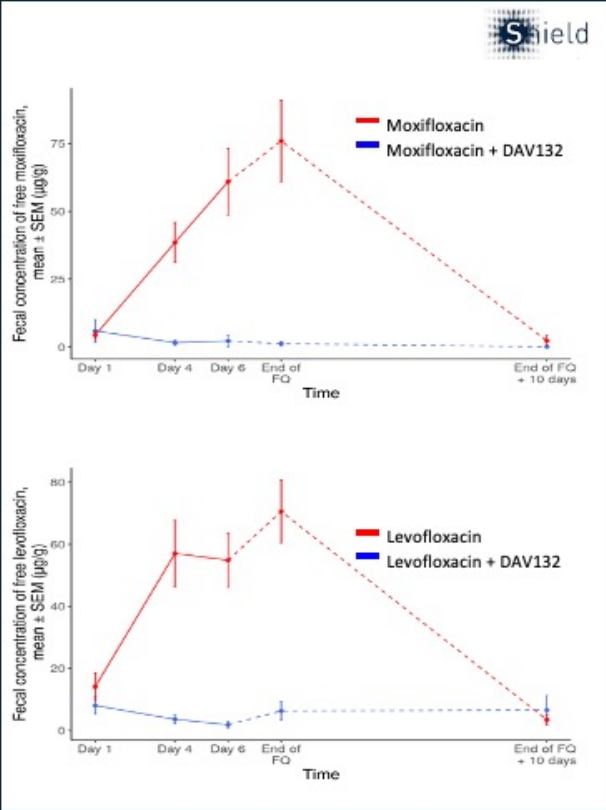 Shield
Fecal concentration of free moxifloxacin,
mean ± SEM (µg/g)
75
50
25
0
Moxifloxacin
Moxifloxacin + DAV132
Day 1
Day 4
Day 6
End of
FQ
End of FQ
+ 10 days
Time
Fecal concentration of free levofloxacin,
mean ± SEM (µg/g)
80
60
40
20
0
Levofloxacin
Levofloxacin + DAV132
Day 1
Day 4
Day 6
End of
FQ
End of FQ
+ 10 days
Time